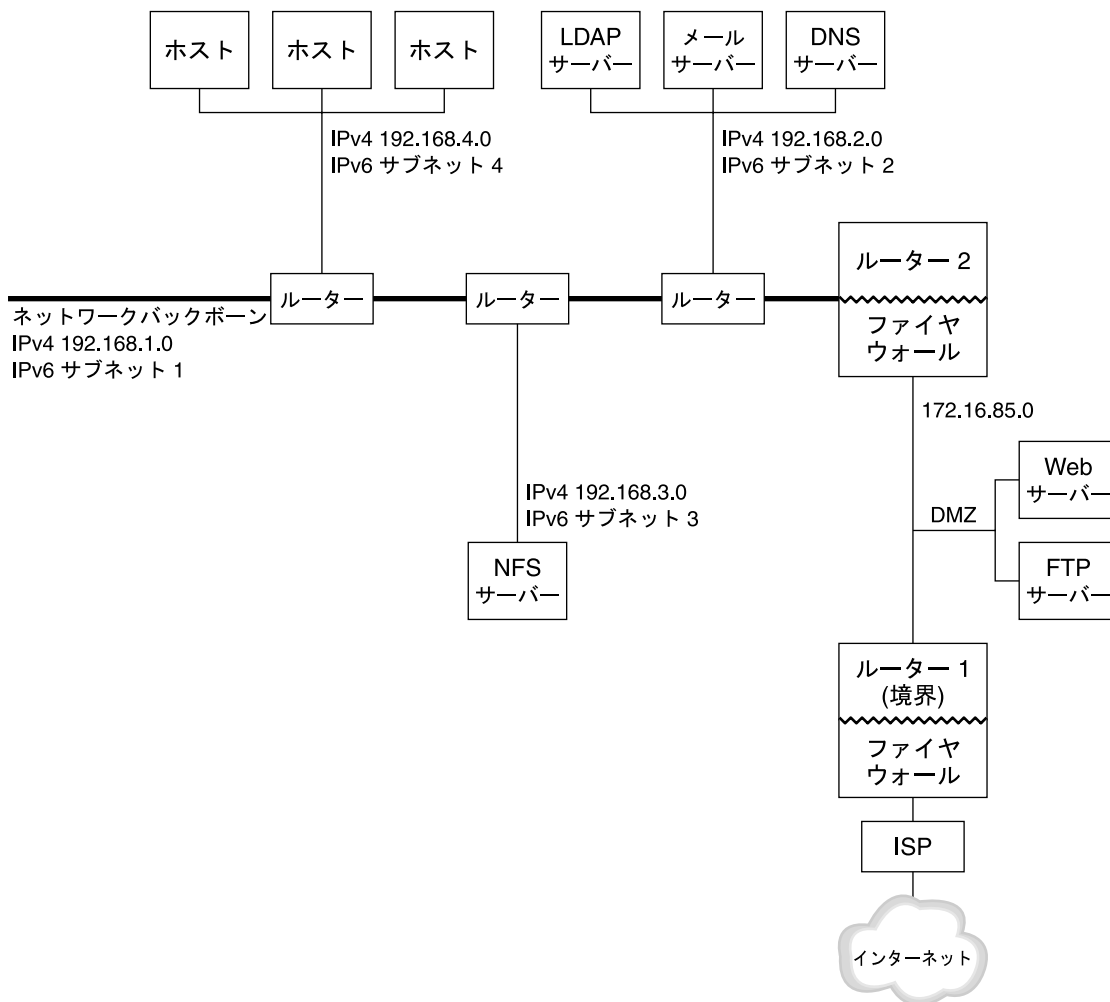 ホスト
ホスト
ホスト
LDAP
サーバー
メール
サーバー
DNS
サーバー
IPv4 192.168.4.0
IPv6 サブネット 4
IPv4 192.168.2.0
IPv6 サブネット 2
ルーター
ルーター
ルーター
ルーター 2
ファイヤ
ウォール
ネットワークバックボーン
IPv4 192.168.1.0
IPv6 サブネット 1
172.16.85.0
Web
サーバー
DMZ
FTP
サーバー
IPv4 192.168.3.0
IPv6 サブネット 3
NFS
サーバー
ルーター 1
(境界)
ファイヤ
ウォール
ISP
インターネット